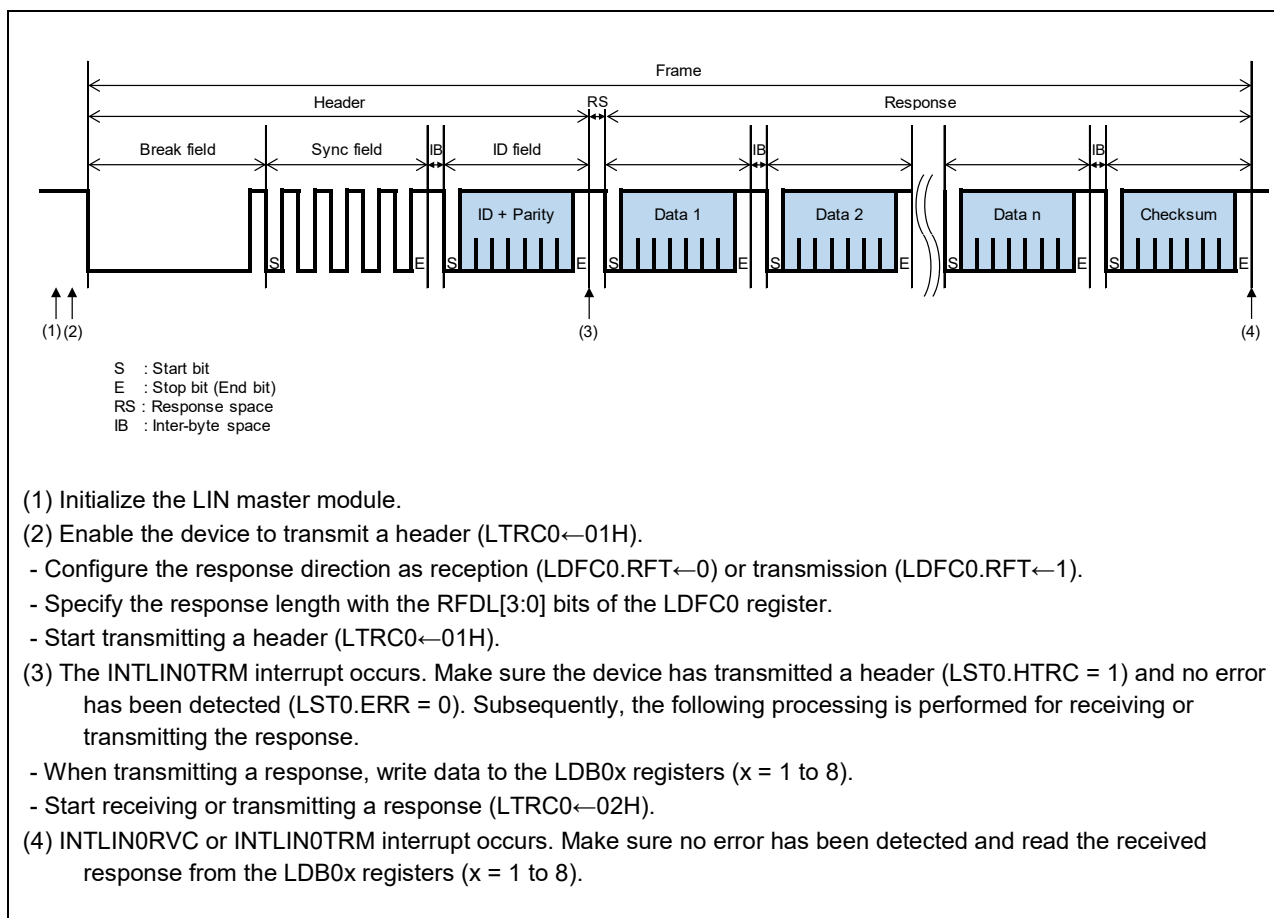 Frame
Header
RS
Response
Break field
Sync field
IB
ID field
IB
IB
ID + Parity
Data 1
Data 2
Data n
Checksum
S
E
S
E
S
E
S
E
S
E
S
E
(1)
(2)
(3)
(4)
S : Start bit
E : Stop bit (End bit)
RS : Response space
IB : Inter-byte space
(1) Initialize the LIN master module.
(2) Enable the device to transmit a header (LTRC0←01H).
- Configure the response direction as reception (LDFC0.RFT←0) or transmission (LDFC0.RFT←1).
- Specify the response length with the RFDL[3:0] bits of the LDFC0 register.
- Start transmitting a header (LTRC0←01H).
(3) The INTLIN0TRM interrupt occurs. Make sure the device has transmitted a header (LST0.HTRC = 1) and no error
has been detected (LST0.ERR = 0). Subsequently, the following processing is performed for receiving or
transmitting the response.
- When transmitting a response, write data to the LDB0x registers (x = 1 to 8).
- Start receiving or transmitting a response (LTRC0←02H).
(4) INTLIN0RVC or INTLIN0TRM interrupt occurs. Make sure no error has been detected and read the received
response from the LDB0x registers (x = 1 to 8).